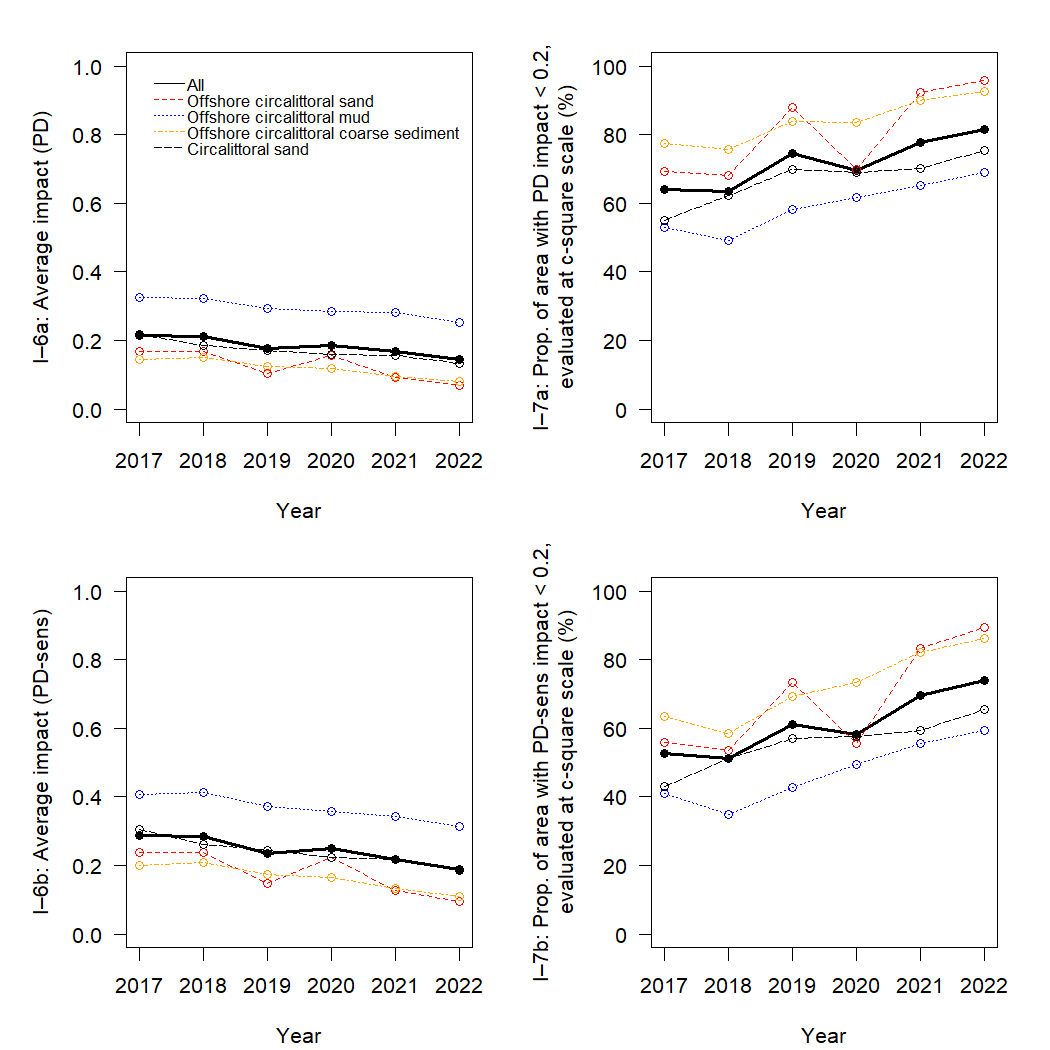 I−6a: Average impact (PD)
1.0
0.8
0.6
0.4
0.2
0.0
All
Offshore circalittoral sand
Offshore circalittoral mud
Offshore circalittoral coarse sediment
Circalittoral sand
2017 2018 2019 2020 2021 2022
Year
I−7a: Prop. of area with PD impact < 0.2,
evaluated at c-square scale (%)
100
80
60
40
20
0
2017 2018 2019 2020 2021 2022
Year
I−6b: Average impact (PD-sens)
1.0
0.8
0.6
0.4
0.2
0.0
2017 2018 2019 2020 2021 2022
Year
I−7b: Prop. of area with PD-sens impact < 0.2,
evaluated at c-square scale (%)
100
80
60
40
20
0
2017 2018 2019 2020 2021 2022
Year